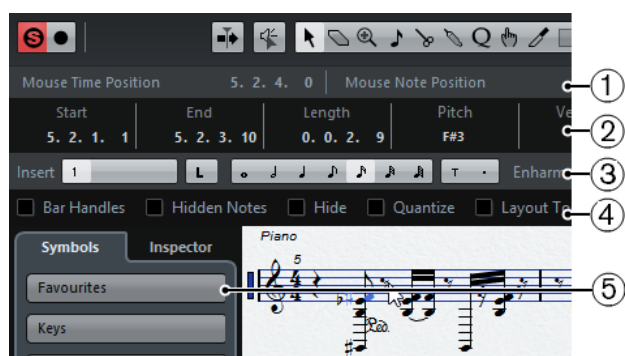 S
Q
Mouse Time Position 5. 2. 4. 0 Mouse Note Position
1
Start End Length Pitch
5. 2. 1. 1 5. 2. 3. 10 0. 0. 2. 9 F#3
2
Insert 1 L T . Enharm
3
Bar Handles Hidden Notes Hide Quantize Layout To
4
Symbols Inspector
Piano
5
Favourites
5
Keys
Ped.